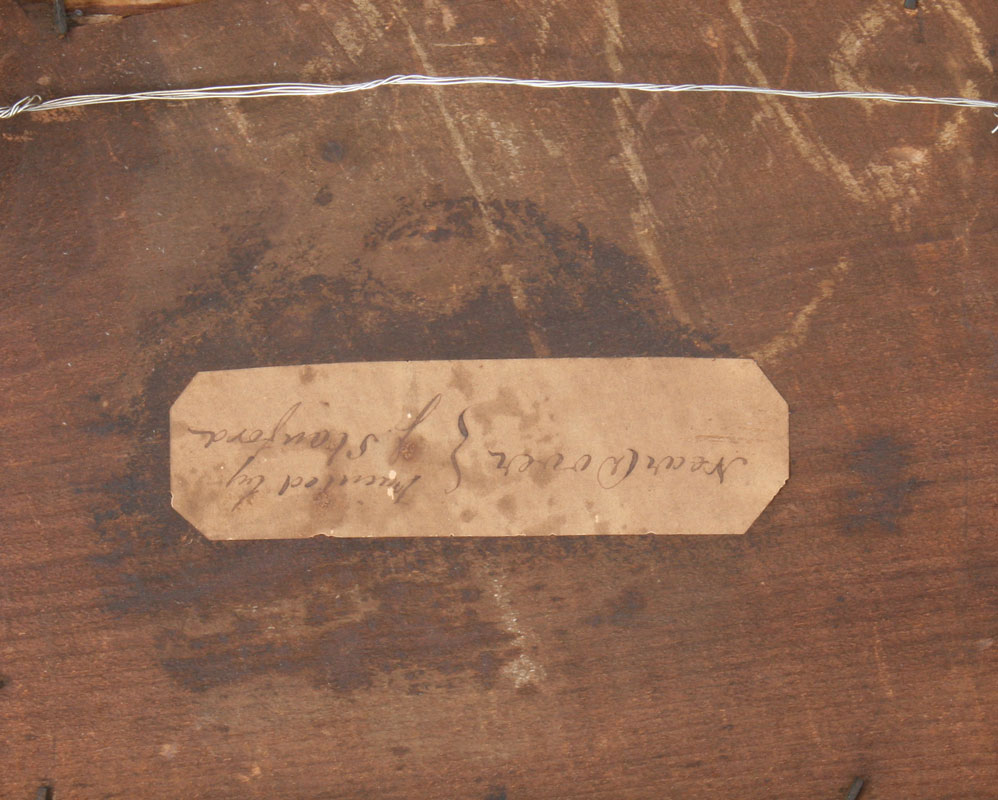 Near Dover { Painted by
J. Stanford